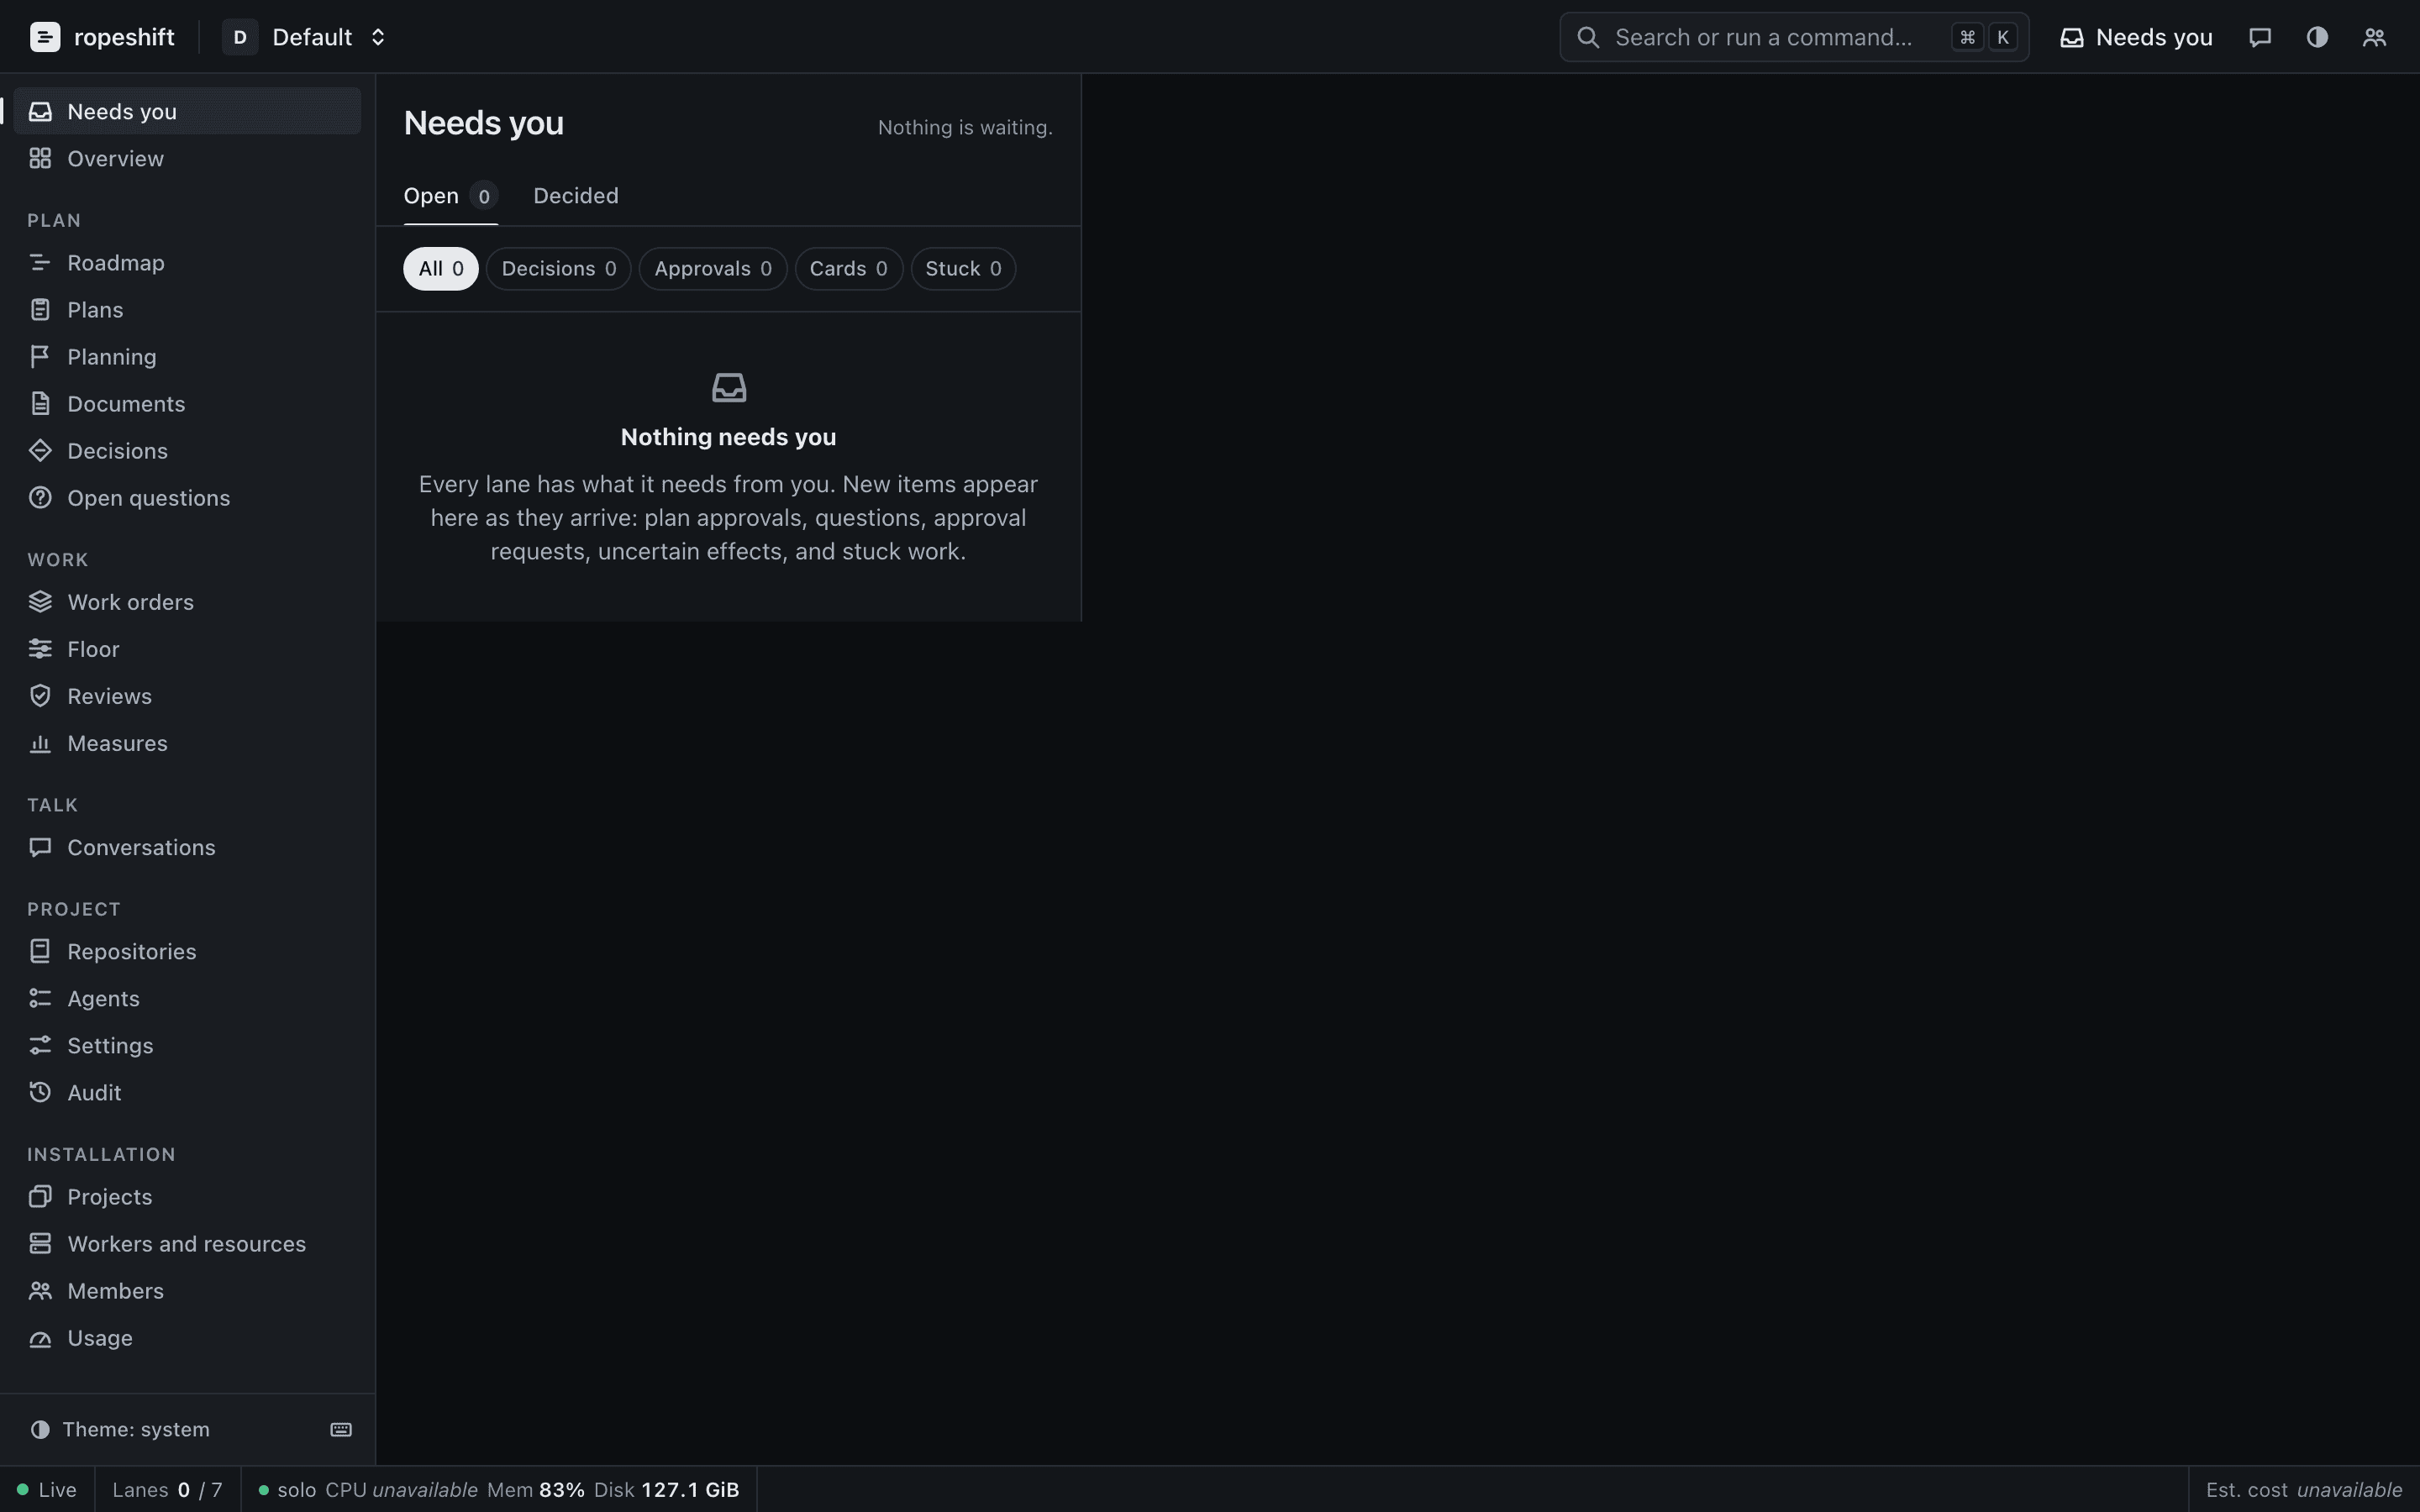 ropeshift
D Default
Search or run a command... ⌘ K
Needs you
Needs you
Overview
PLAN
Roadmap
Plans
Planning
Documents
Decisions
Open questions
WORK
Work orders
Floor
Reviews
Measures
TALK
Conversations
PROJECT
Repositories
Agents
Settings
Audit
INSTALLATION
Projects
Workers and resources
Members
Usage
Theme: system
Needs you
Nothing is waiting.
Open 0 Decided
All 0 Decisions 0 Approvals 0 Cards 0 Stuck 0
Nothing needs you
Every lane has what it needs from you. New items appear
here as they arrive: plan approvals, questions, approval
requests, uncertain effects, and stuck work.
Live Lanes 0 / 7 solo CPU unavailable Mem 83% Disk 127.1 GiB Est. cost unavailable